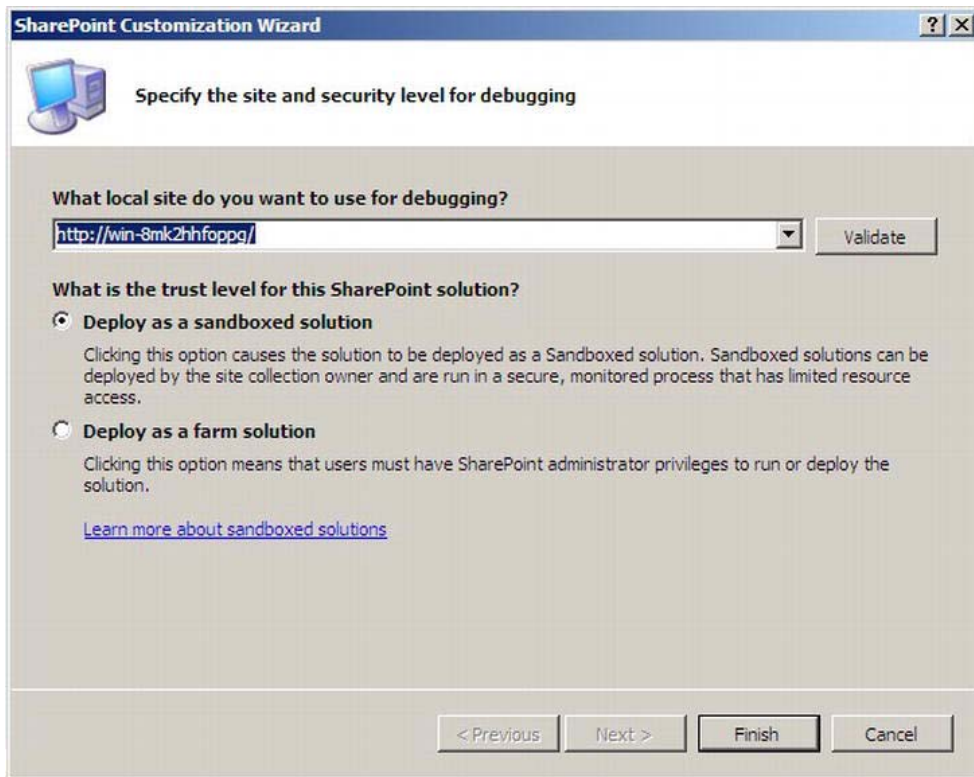 SharePoint Customization Wizard
Specify the site and security level for debugging
What local site do you want to use for debugging?
http://win-8mk2hhfoppg/
Validate
What is the trust level for this SharePoint solution?
Deploy as a sandboxed solution
Clicking this option causes the solution to be deployed as a Sandboxed solution. Sandboxed solutions can be
deployed by the site collection owner and are run in a secure, monitored process that has limited resource
access.
Deploy as a farm solution
Clicking this option means that users must have SharePoint administrator privileges to run or deploy the
solution.
Learn more about sandboxed solutions
< Previous
Next >
Finish
Cancel